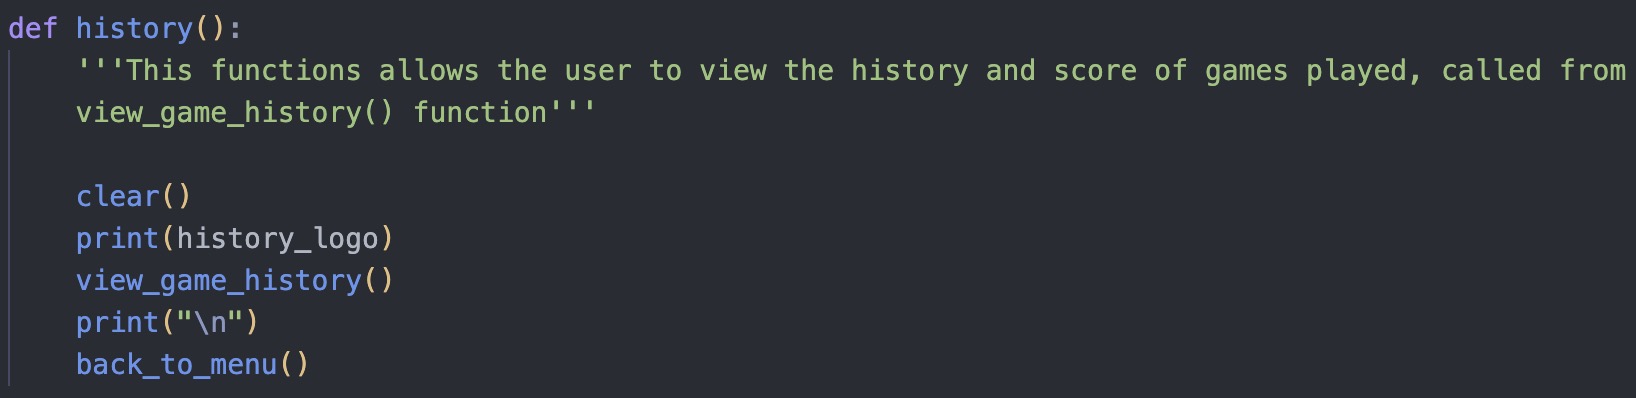 def history():
    '''This functions allows the user to view the history and score of games played, called from
    view_game_history() function'''

    clear()
    print(history_logo)
    view_game_history()
    print("\n")
    back_to_menu()